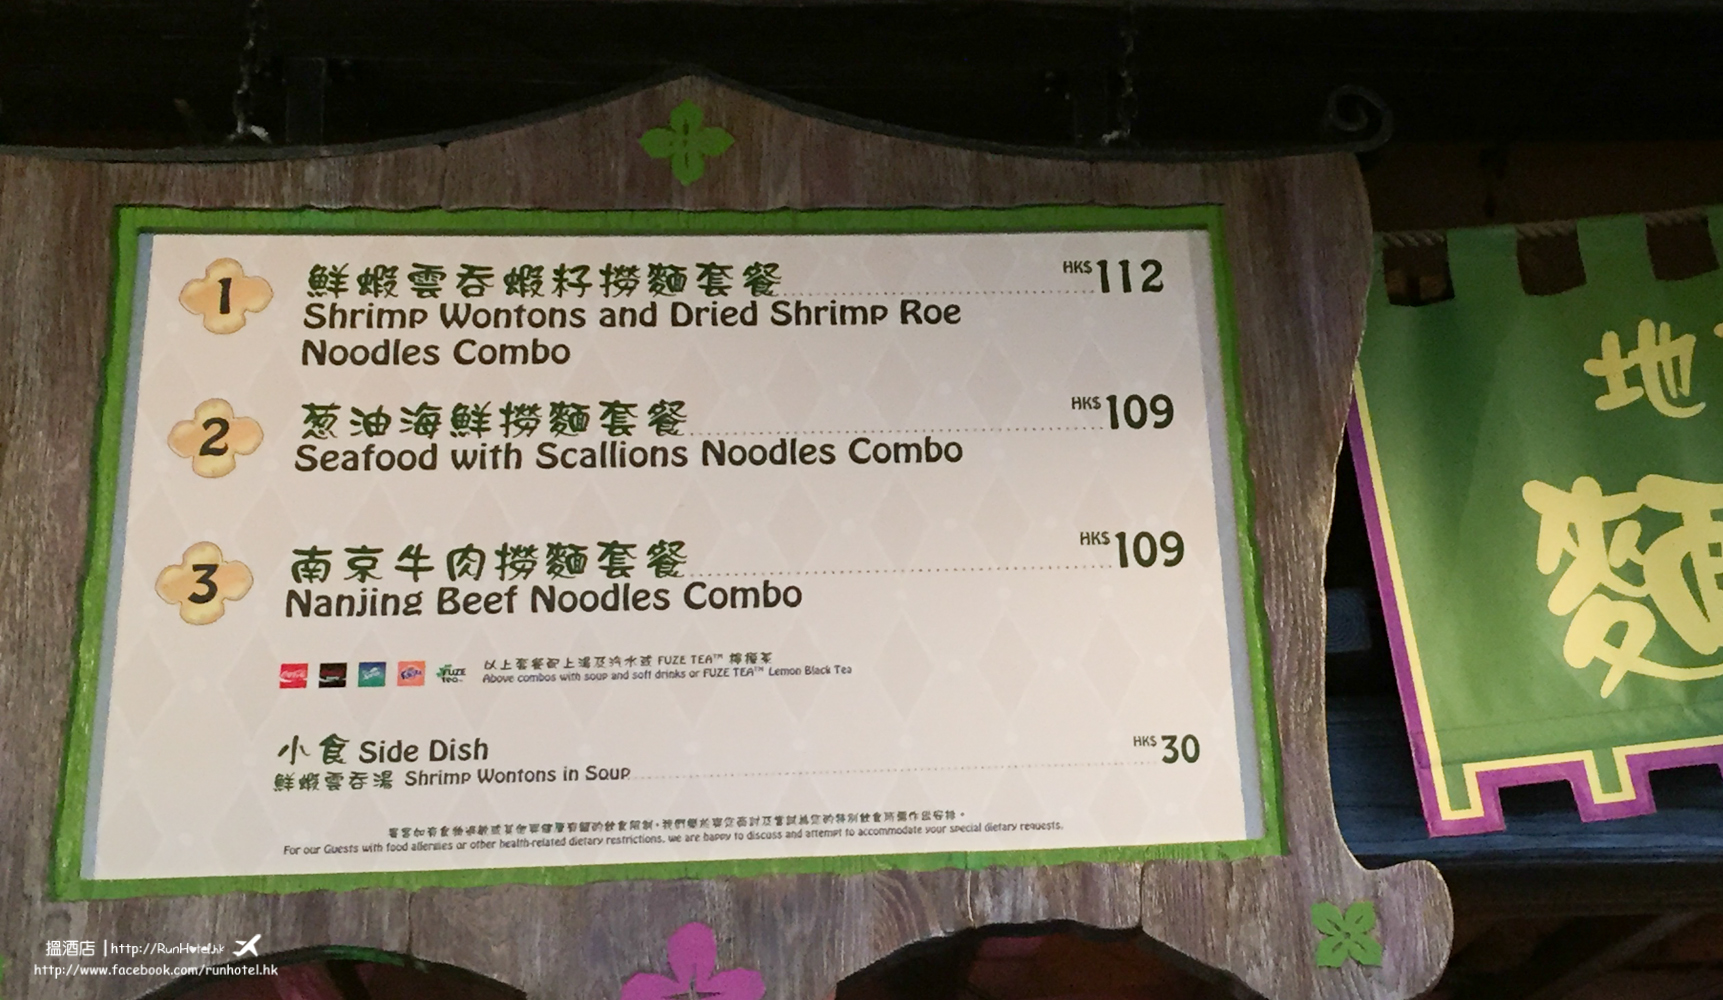 1 鮮蝦雲吞蝦籽撈麵套餐 HK$112
Shrimp Wontons and Dried Shrimp Roe
Noodles Combo
2 葱油海鮮撈麵套餐 HK$109
Seafood with Scallions Noodles Combo
3 南京牛肉撈麵套餐 HK$109
Nanjing Beef Noodles Combo
FUZE tea 以上套餐配上湯及汽水或 FUZE TEA™ 檸檬茶
Above combos with soup and soft drinks or FUZE TEA™ Lemon Black Tea
小食 Side Dish HK$30
鮮蝦雲吞湯 Shrimp Wontons in Soup
For our Guests with food allergies or other health-related dietary restrictions, we are happy to discuss and attempt to accommodate your special dietary requests.
地
麵
搵酒店 | http://RunHotel.hk
http://www.facebook.com/runhotel.hk